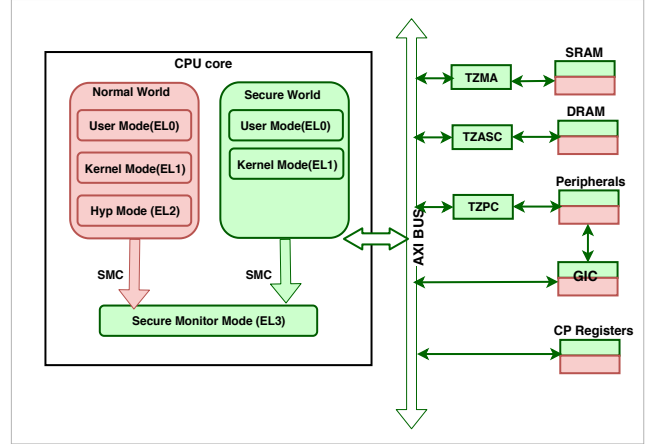 CPU core
Normal World
User Mode(EL0)
Kernel Mode(EL1)
Hyp Mode (EL2)
Secure World
User Mode(EL0)
Kernel Mode(EL1)
SMC
SMC
Secure Monitor Mode (EL3)
AXI BUS
TZMA
SRAM
TZASC
DRAM
TZPC
Peripherals
GIC
CP Registers